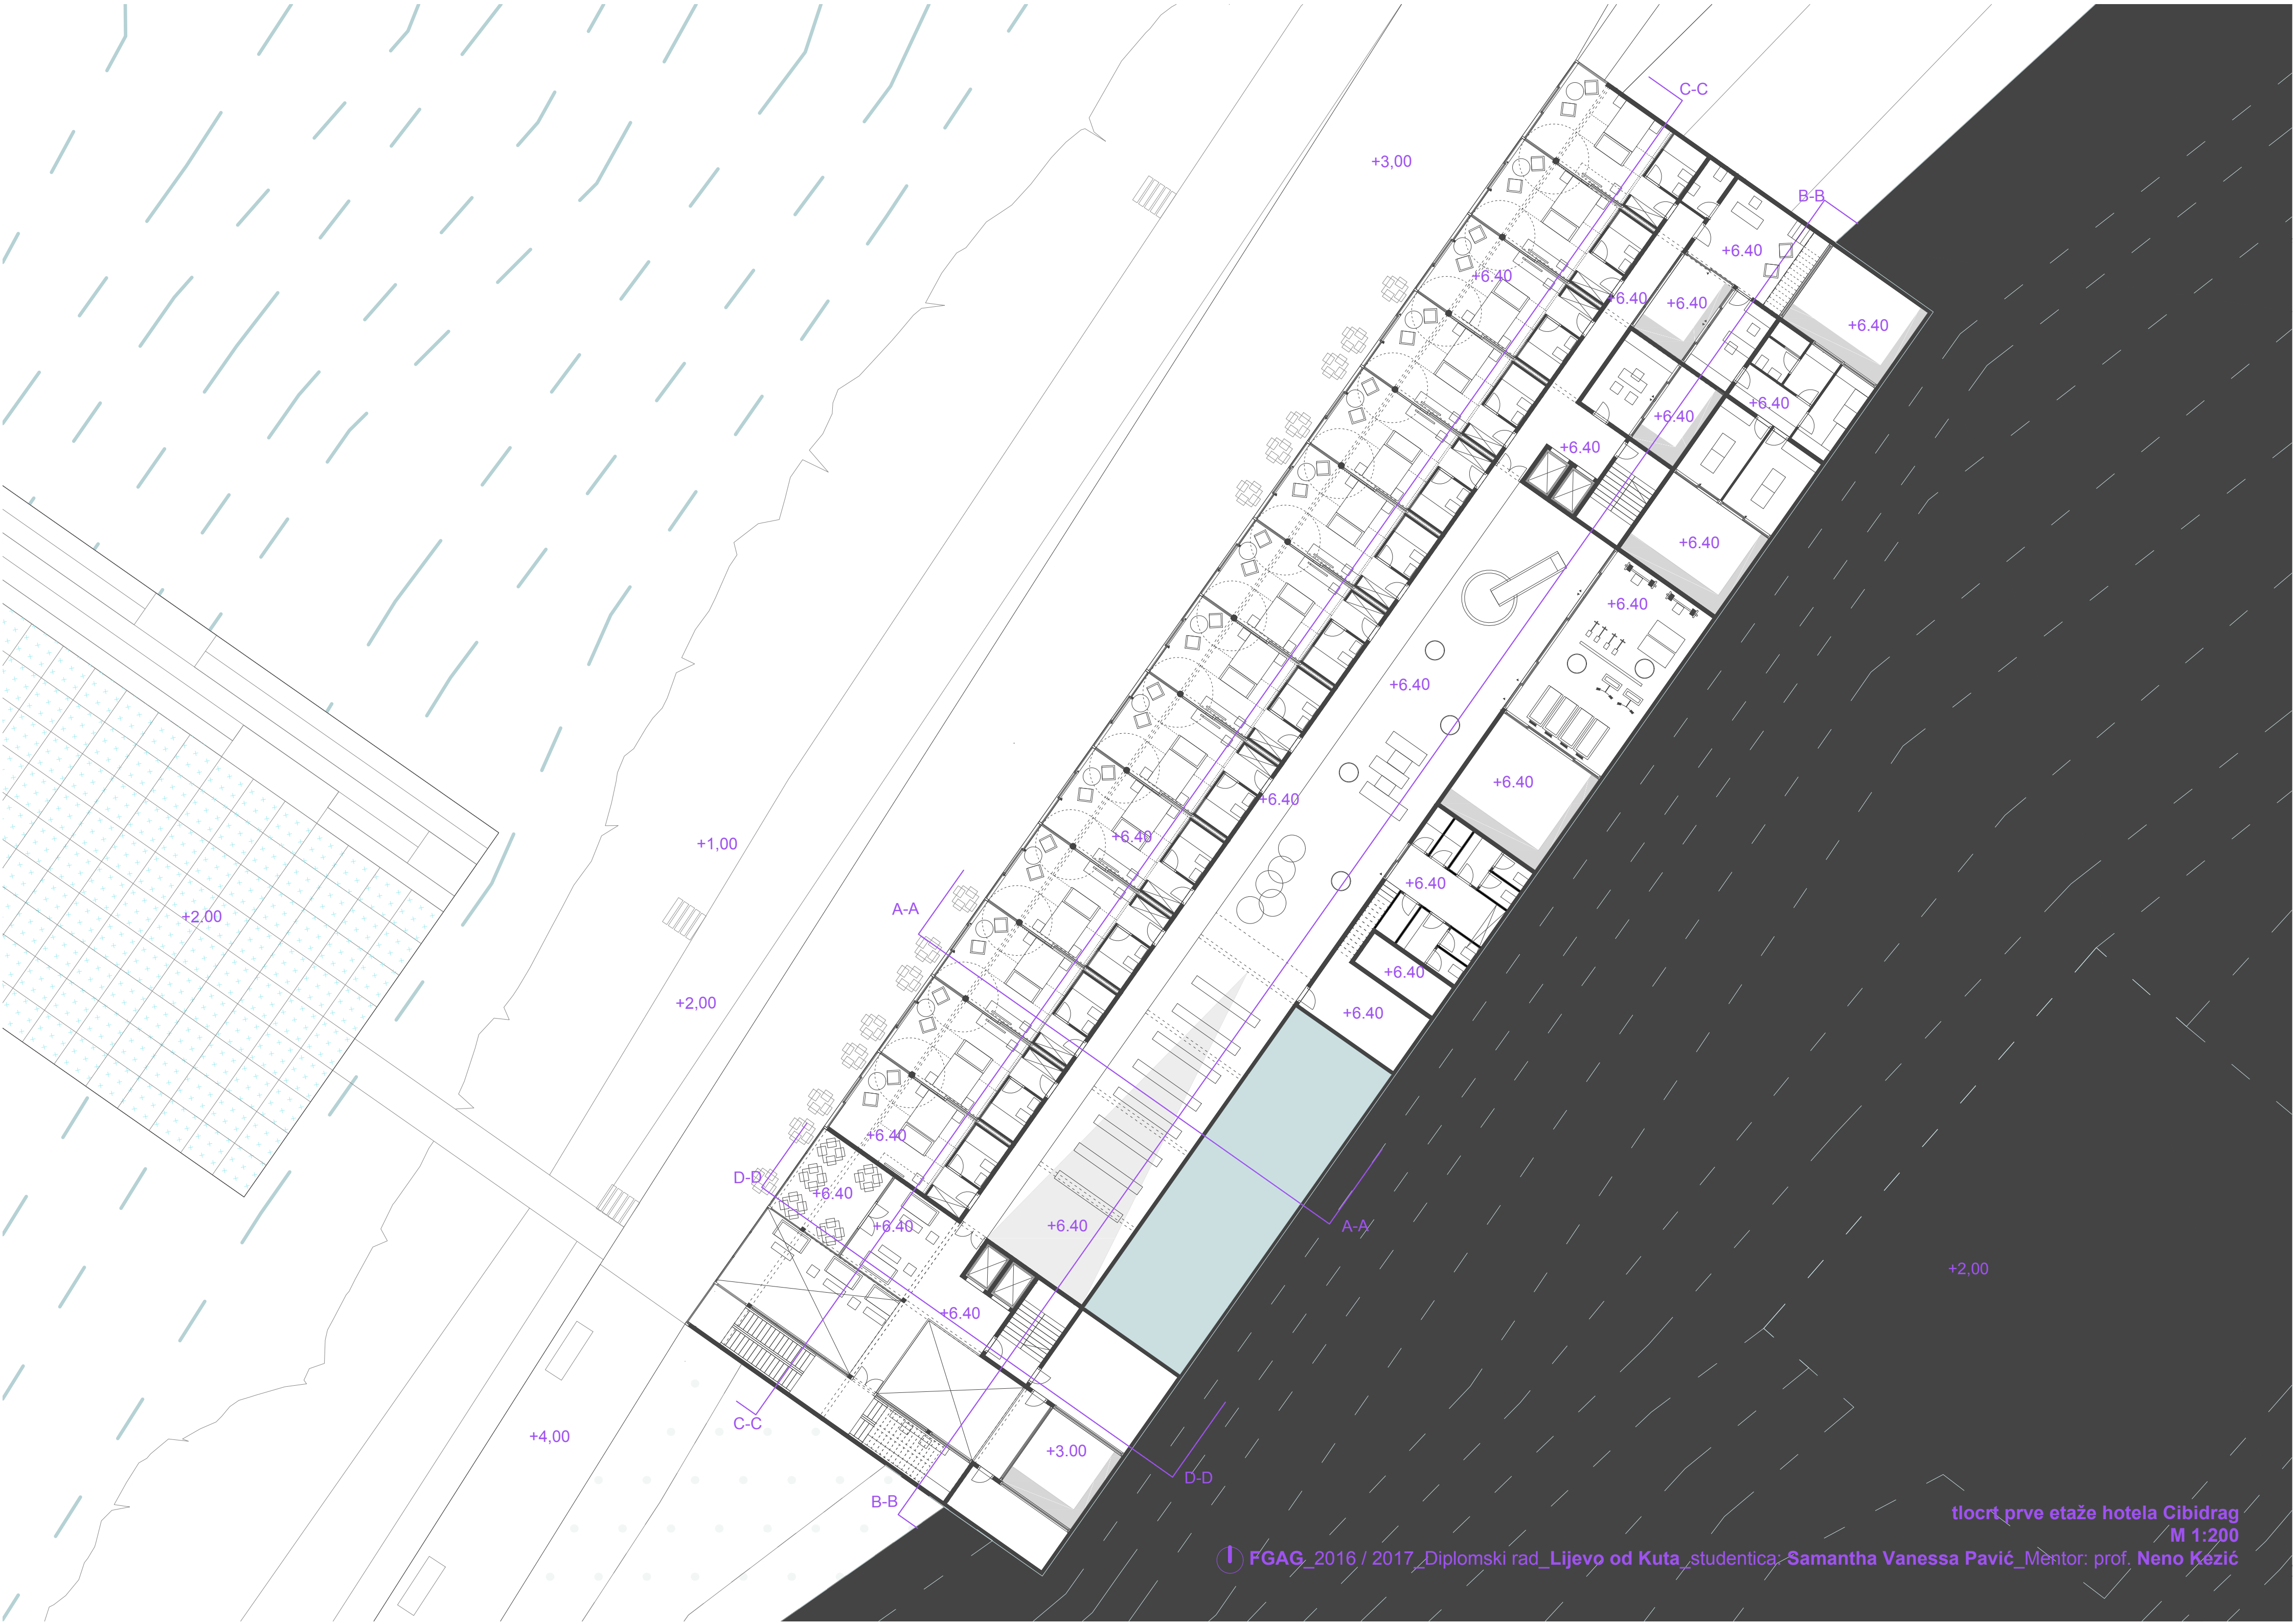 C-C
+3,00
B-B
+6.40
+6.40
+6.40
+6.40
+6.40
+6.40
+6.40
+6.40
+6.40
+6.40
+6.40
+6.40
+6.40
+6.40
+1,00
+6.40
+6.40
A-A
+2.00
+6.40
+2,00
+6.40
+6.40
D-D
+6.40
+6.40
+6.40
A-A
+2,00
+6.40
C-C
+4,00
+3.00
D-D
B-B
tlocrt prve etaže hotela Cibidrag
M 1:200
FGAG_2016 / 2017_Diplomski rad_Lijevo od Kuta_studentica: Samantha Vanessa Pavić_Mentor: prof. Neno Kezić